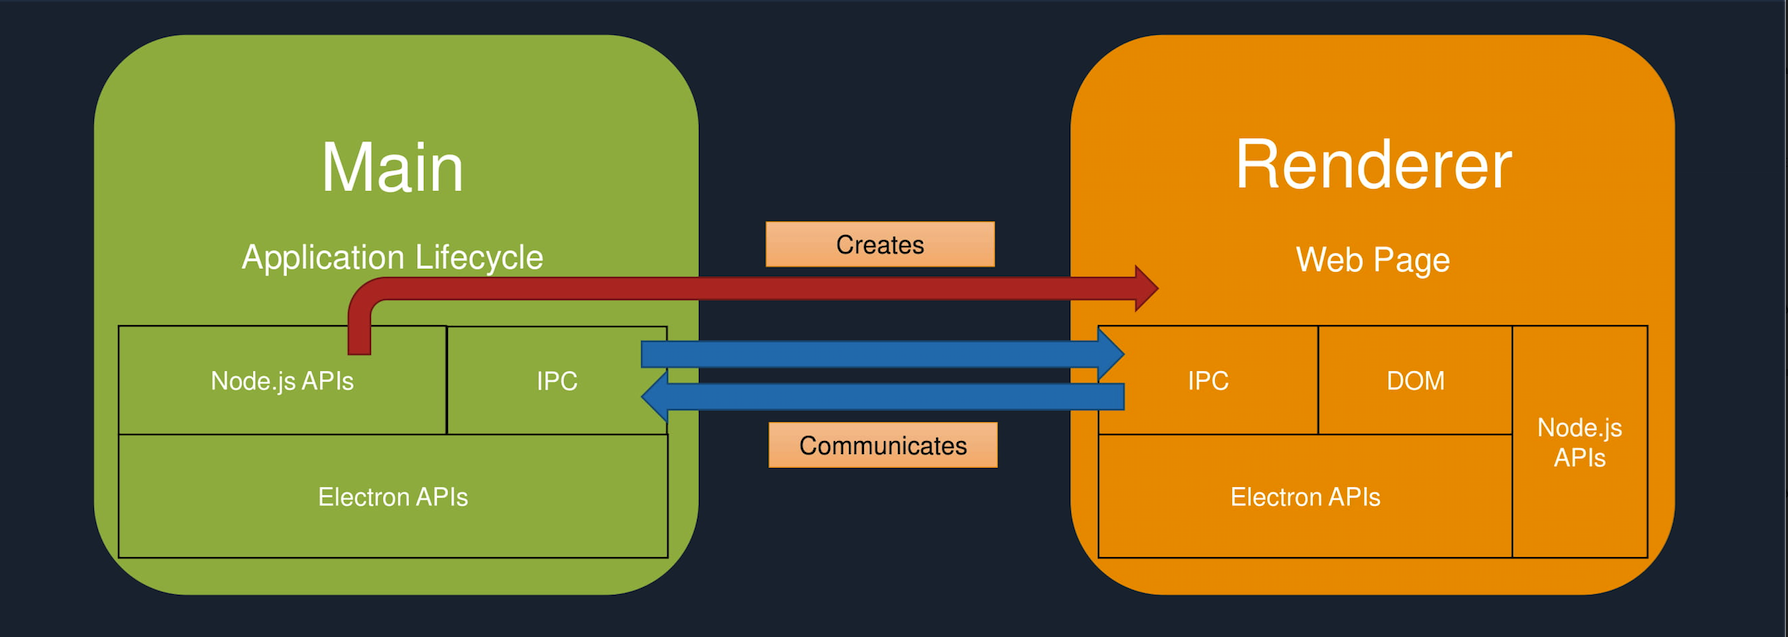 Main
Application Lifecycle
Node.js APIs
IPC
Electron APIs
Creates
Communicates
Renderer
Web Page
IPC
DOM
Node.js
APIs
Electron APIs